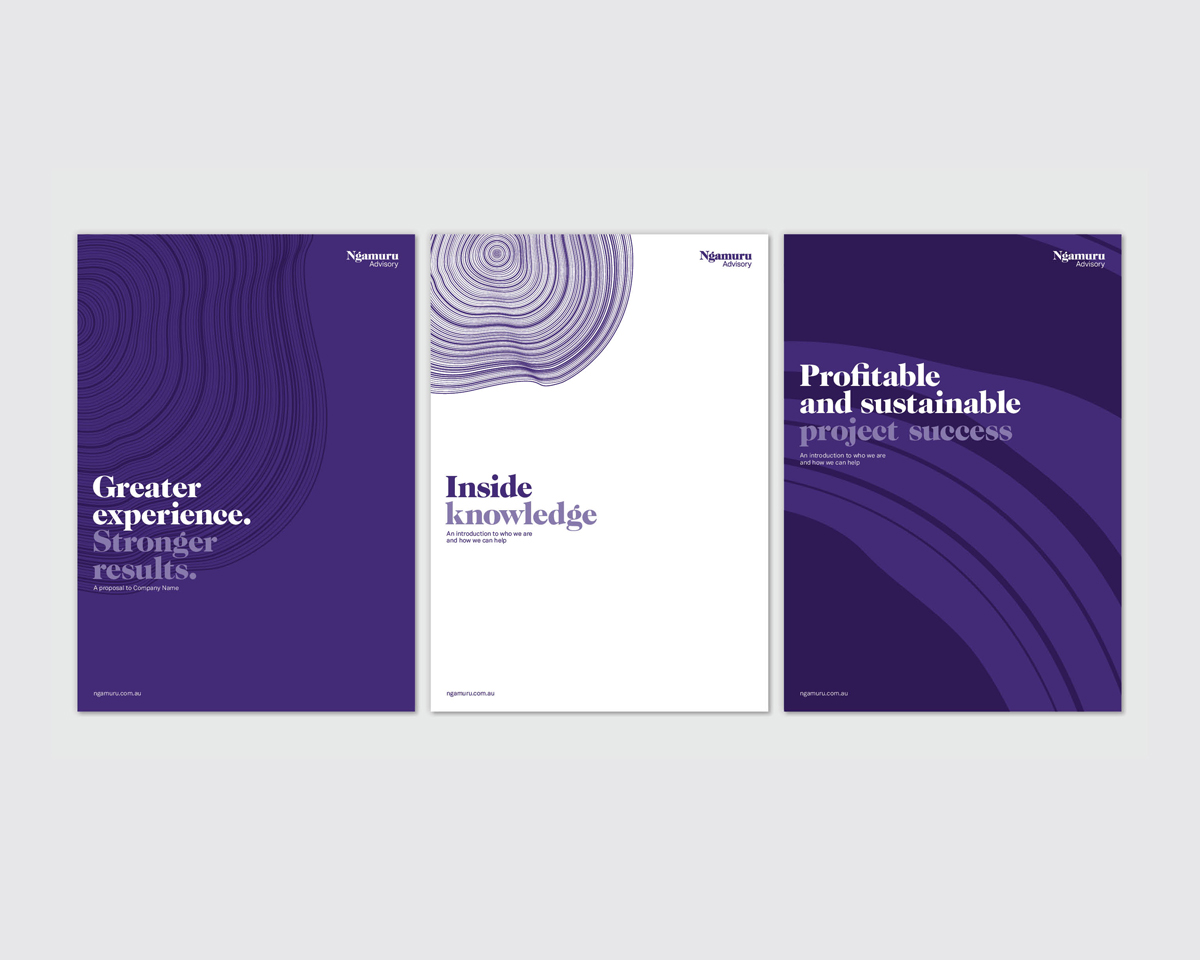 Ngamuru
Advisory
Greater
experience.
Stronger
results.
A proposal to Company Name
ngamuru.com.au
Ngamuru
Advisory
Inside
knowledge
An introduction to who we are
and how we can help
ngamuru.com.au
Ngamuru
Advisory
Profitable
and sustainable
project success
An introduction to who we are
and how we can help
ngamuru.com.au